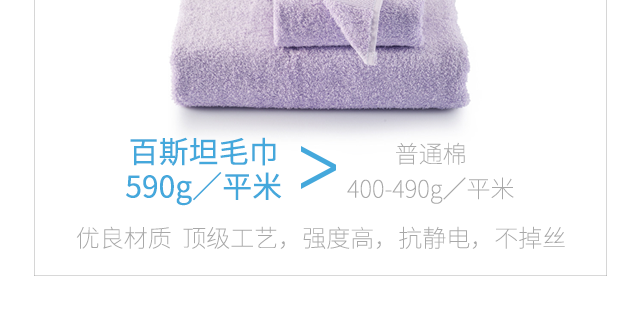 百斯坦毛巾
590g／平米
>
普通棉
400-490g／平米
优良材质 顶级工艺，强度高，抗静电，不掉丝